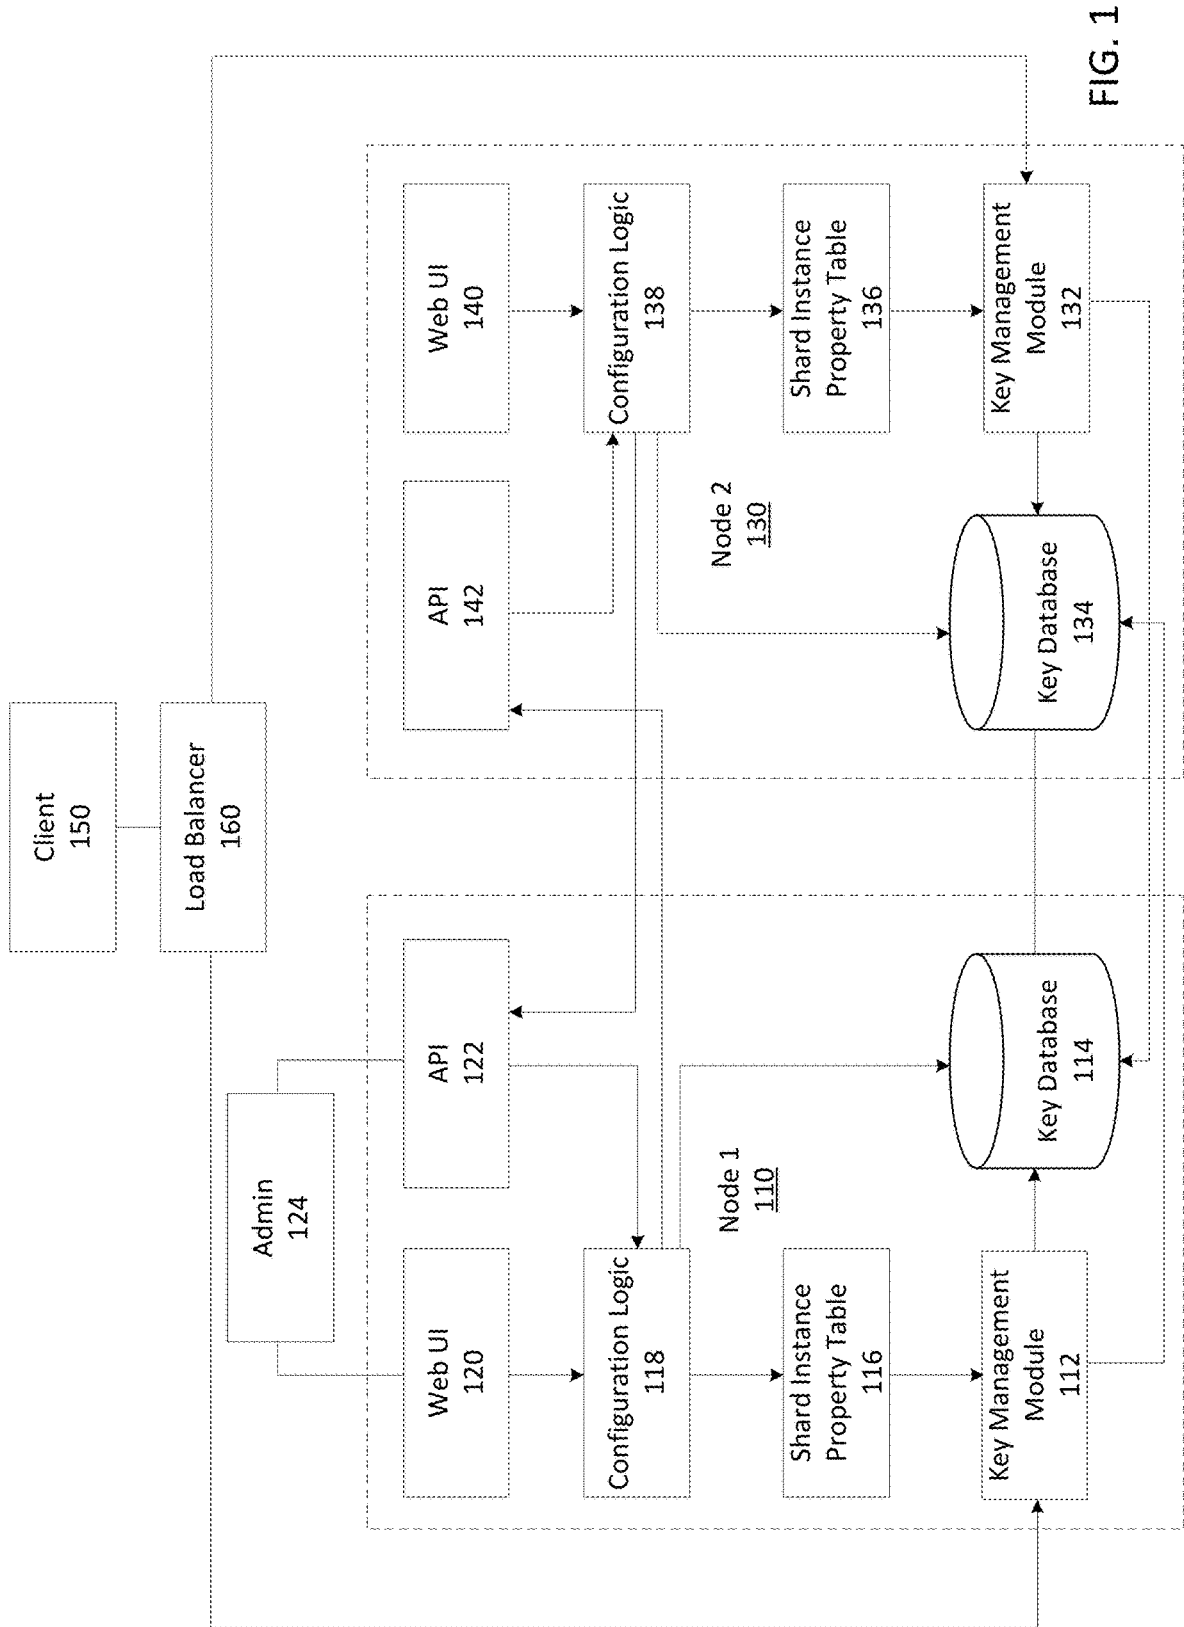 Client
150
Load Balancer
160
Admin
124
Web UI
120
API
122
API
142
Web UI
140
Configuration Logic
118
Configuration Logic
138
Node 1
110
Node 2
130
Shard Instance
Property Table
116
Shard Instance
Property Table
136
Key Management
Module
112
Key Database
114
Key Database
134
Key Management
Module
132
FIG. 1